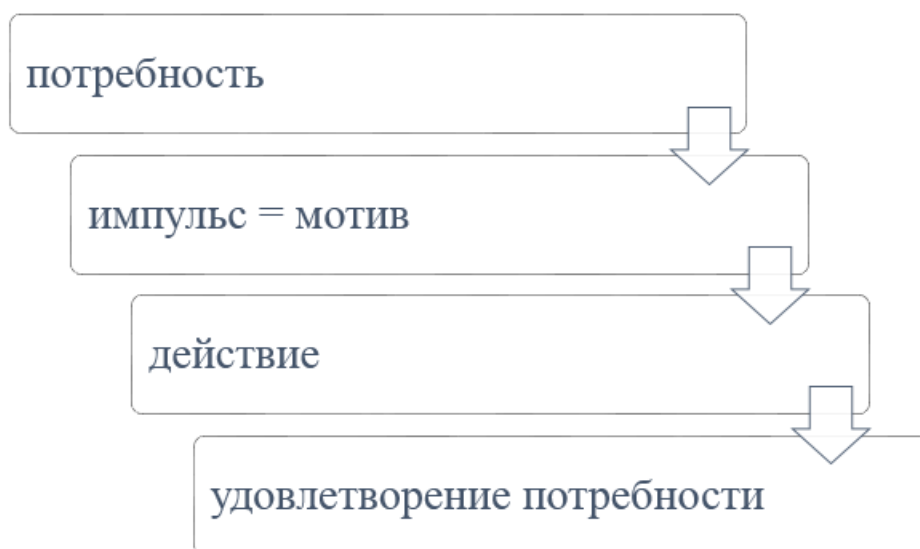 потребность
импульс = мотив
действие
удовлетворение потребности